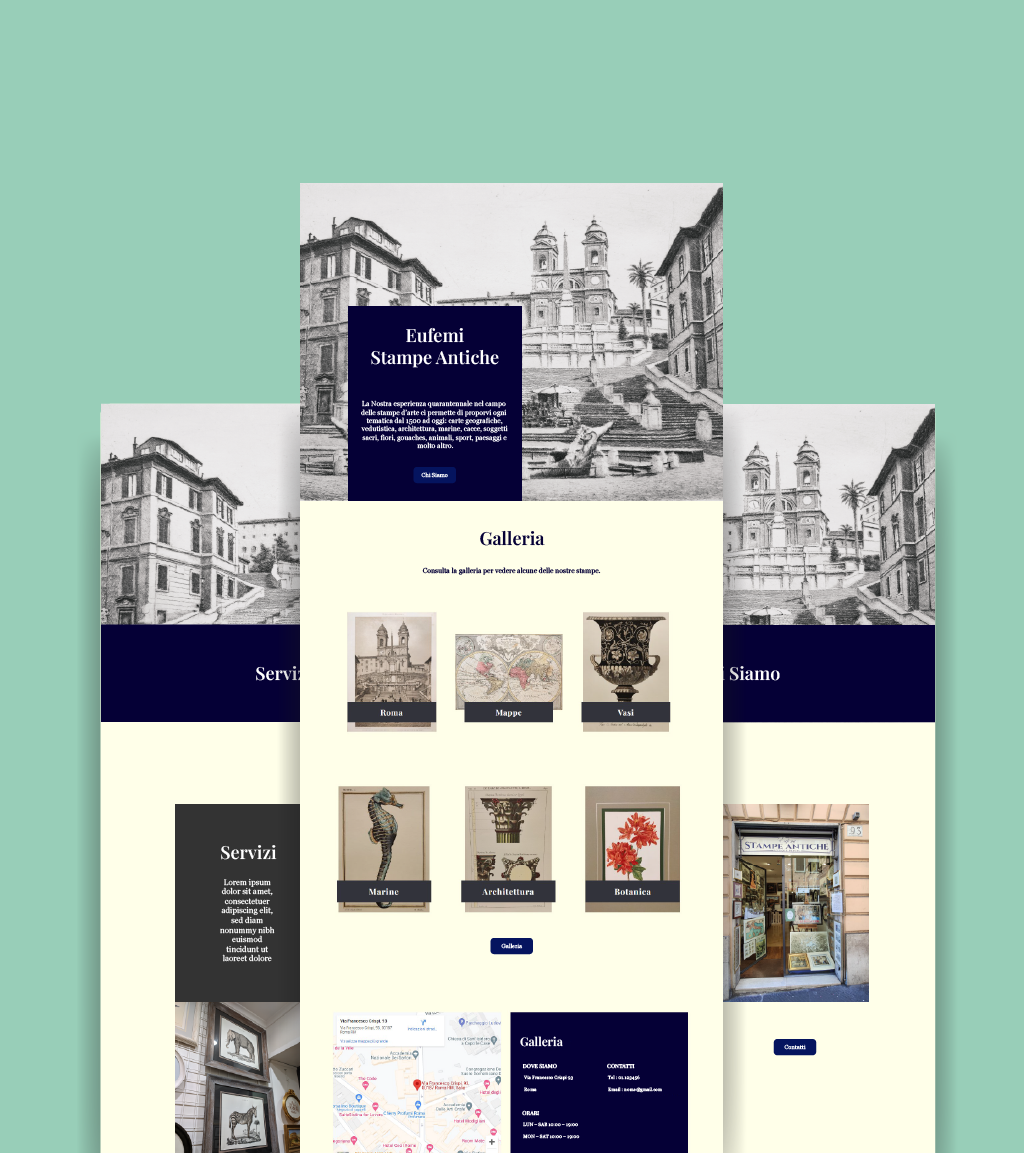 Eufemi
Stampe Antiche
La Nostra esperienza quarantennale nel campo
delle stampe d'arte ci permette di proporvi ogni
tematica dal 1500 ad oggi: carte geografiche,
vedutistica, architettura, marine, cacce, soggetti
sacri, fiori, gouaches, animali, sport, paesaggi e
molto altro.
Chi Siamo
Galleria
Consulta la galleria per vedere alcune delle nostre stampe.
Roma
Mappe
Vasi
Marine
Architettura
Botanica
Galleria
Via Francesco Crispi, 93
Galleria
DOVE SIAMO
Via Francesco Crispi 93
Roma
CONTATTI
Tel : 01.123456
Email : nome@gmail.com
ORARI
LUN – SAB 10:00 – 19:00
MON – SAT 10:00 – 19:00
Serviz
Servizi
Lorem ipsum
dolor sit amet,
consectetuer
adipiscing elit,
sed diam
nonummy nibh
euismod
tincidunt ut
laoreet dolore
i Siamo
93
STAMPE ANTICHE
Contatti